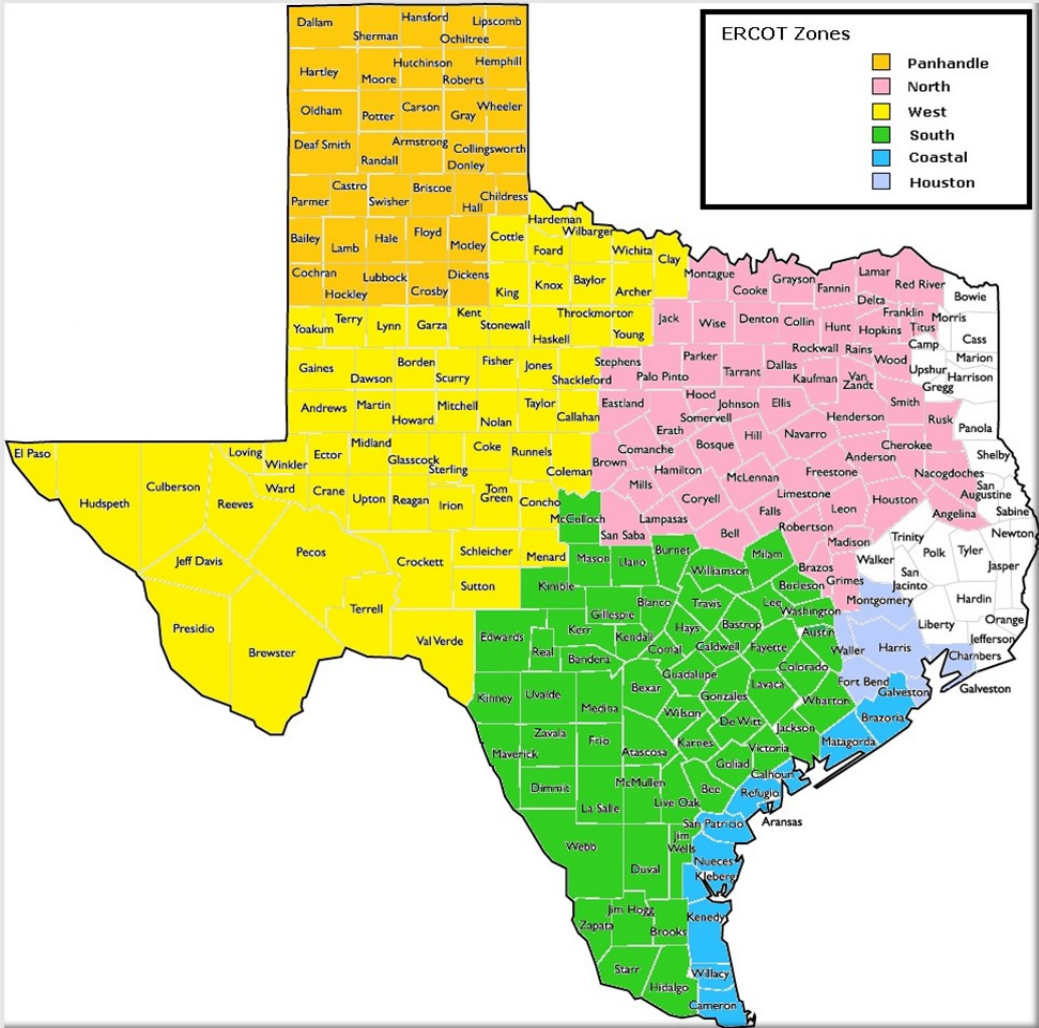 ERCOT Zones
Panhandle
North
West
South
Coastal
Houston
Dallam
Sherman
Hansford
Ochiltree
Lipscomb
Hartley
Moore
Hutchinson
Roberts
Hemphill
Oldham
Potter
Carson
Gray
Wheeler
Deaf Smith
Randall
Armstrong
Donley
Collingsworth
Parmer
Castro
Swisher
Briscoe
Hall
Childress
Hardeman
Wilbarger
Bailey
Lamb
Hale
Floyd
Motley
Cottle
Foard
Wichita
Clay
Montague
Cooke
Grayson
Fannin
Lamar
Red River
Bowie
Cochran
Hockley
Lubbock
Crosby
Dickens
King
Knox
Baylor
Archer
Delta
Franklin
Titus
Morris
Yoakum
Terry
Lynn
Garza
Kent
Stonewall
Haskell
Throckmorton
Young
Jack
Wise
Denton
Collin
Hunt
Hopkins
Camp
Cass
Marion
Gaines
Dawson
Borden
Scurry
Fisher
Jones
Shackleford
Stephens
Palo Pinto
Parker
Tarrant
Dallas
Rockwall
Rains
Kaufman
Van
Zandt
Wood
Upshur
Gregg
Harrison
Andrews
Martin
Howard
Mitchell
Nolan
Taylor
Callahan
Eastland
Erath
Hood
Somervell
Johnson
Ellis
Henderson
Smith
Rusk
Panola
El Paso
Hudspeth
Culberson
Reeves
Loving
Winkler
Ector
Midland
Glasscock
Sterling
Coke
Runnels
Coleman
Brown
Comanche
Hamilton
Bosque
Hill
Navarro
Anderson
Cherokee
Nacogdoches
Shelby
San
Augustine
Sabine
Ward
Crane
Upton
Reagan
Irion
Tom
Green
Concho
McCulloch
Mills
San Saba
Lampasas
Coryell
McLennan
Falls
Limestone
Freestone
Leon
Houston
Angelina
Newton
Jeff Davis
Pecos
Crockett
Schleicher
Menard
Sutton
Mason
Llano
Burnet
Bell
Williamson
Milam
Robertson
Brazos
Madison
Grimes
Walker
Trinity
Polk
Tyler
Jasper
San
Jacinto
Hardin
Presidio
Brewster
Terrell
Val Verde
Kimble
Edwards
Real
Kerr
Gillespie
Kendall
Bandera
Blanco
Comal
Hays
Travis
Caldwell
Bastrop
Lee
Burleson
Washington
Fayette
Austin
Colorado
Waller
Montgomery
Harris
Liberty
Orange
Jefferson
Chambers
Galveston
Galveston
Kinney
Uvalde
Medina
Bexar
Guadalupe
Gonzales
Lavaca
Wharton
Fort Bend
Brazoria
Maverick
Zavala
Frio
Atascosa
Wilson
Karnes
De Witt
Jackson
Victoria
Goliad
Matagorda
Calhoun
Dimmit
La Salle
McMullen
Live Oak
Bee
Refugio
Aransas
San Patricio
Webb
Duval
Jim
Wells
Nueces
Kleberg
Zapata
Jim Hogg
Brooks
Kenedy
Starr
Hidalgo
Willacy
Cameron